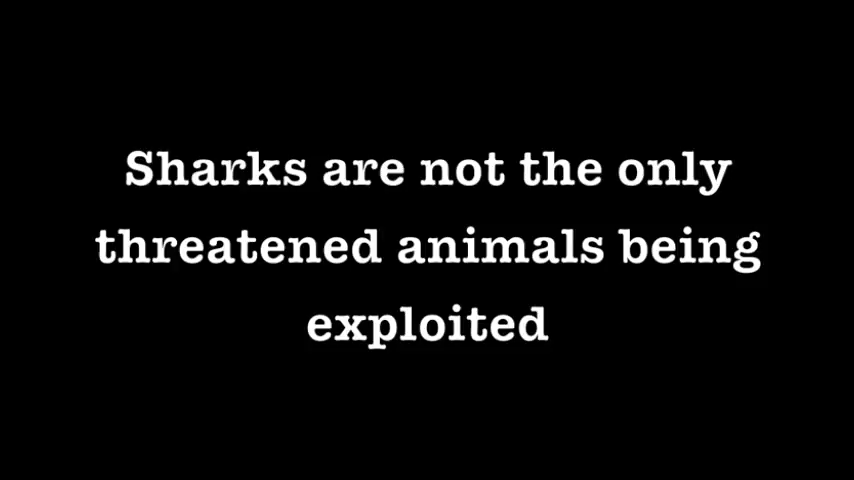 Sharks are not the only
threatened animals being
exploited